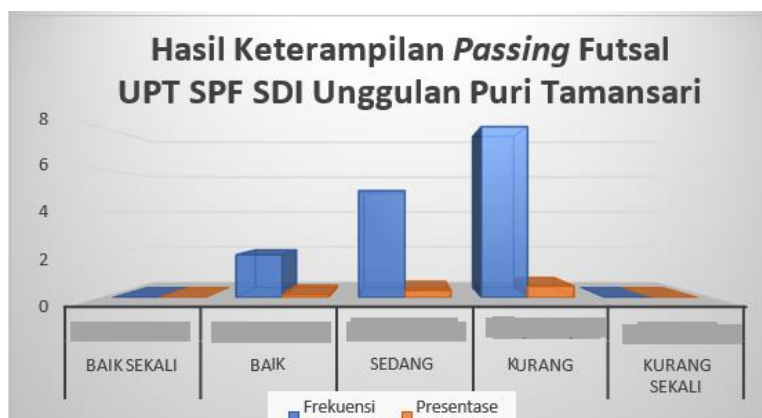 Hasil Keterampilan Passing Futsal
UPT SPF SDI Unggulan Puri Tamansari
8
6
4
2
0
BAIK SEKALI
BAIK
SEDANG
KURANG
KURANG
SEKALI
Frekuensi
Presentase